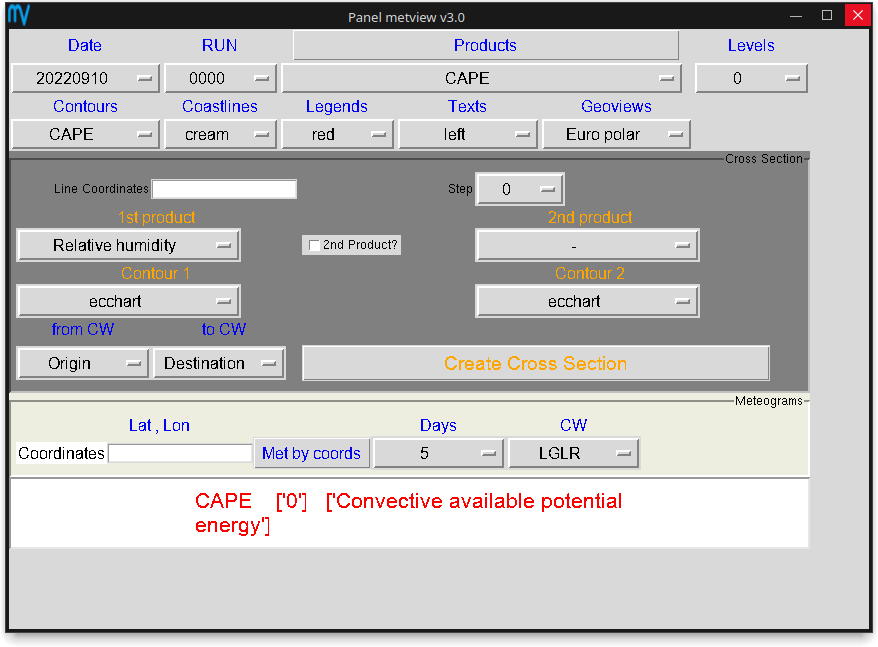 MV Panel metview v3.0
Date RUN Products Levels
20220910 0000 CAPE 0
Contours Coastlines Legends Texts Geoviews
CAPE cream red left Euro polar
Cross Section
Line Coordinates Step 0
1st product 2nd product
Relative humidity 2nd Product? -
Contour 1 Contour 2
ecchart ecchart
from CW to CW
Origin Destination Create Cross Section
Meteograms
Lat , Lon Days CW
Coordinates Met by coords 5 LGLR
CAPE ['0'] ['Convective available potential
energy']